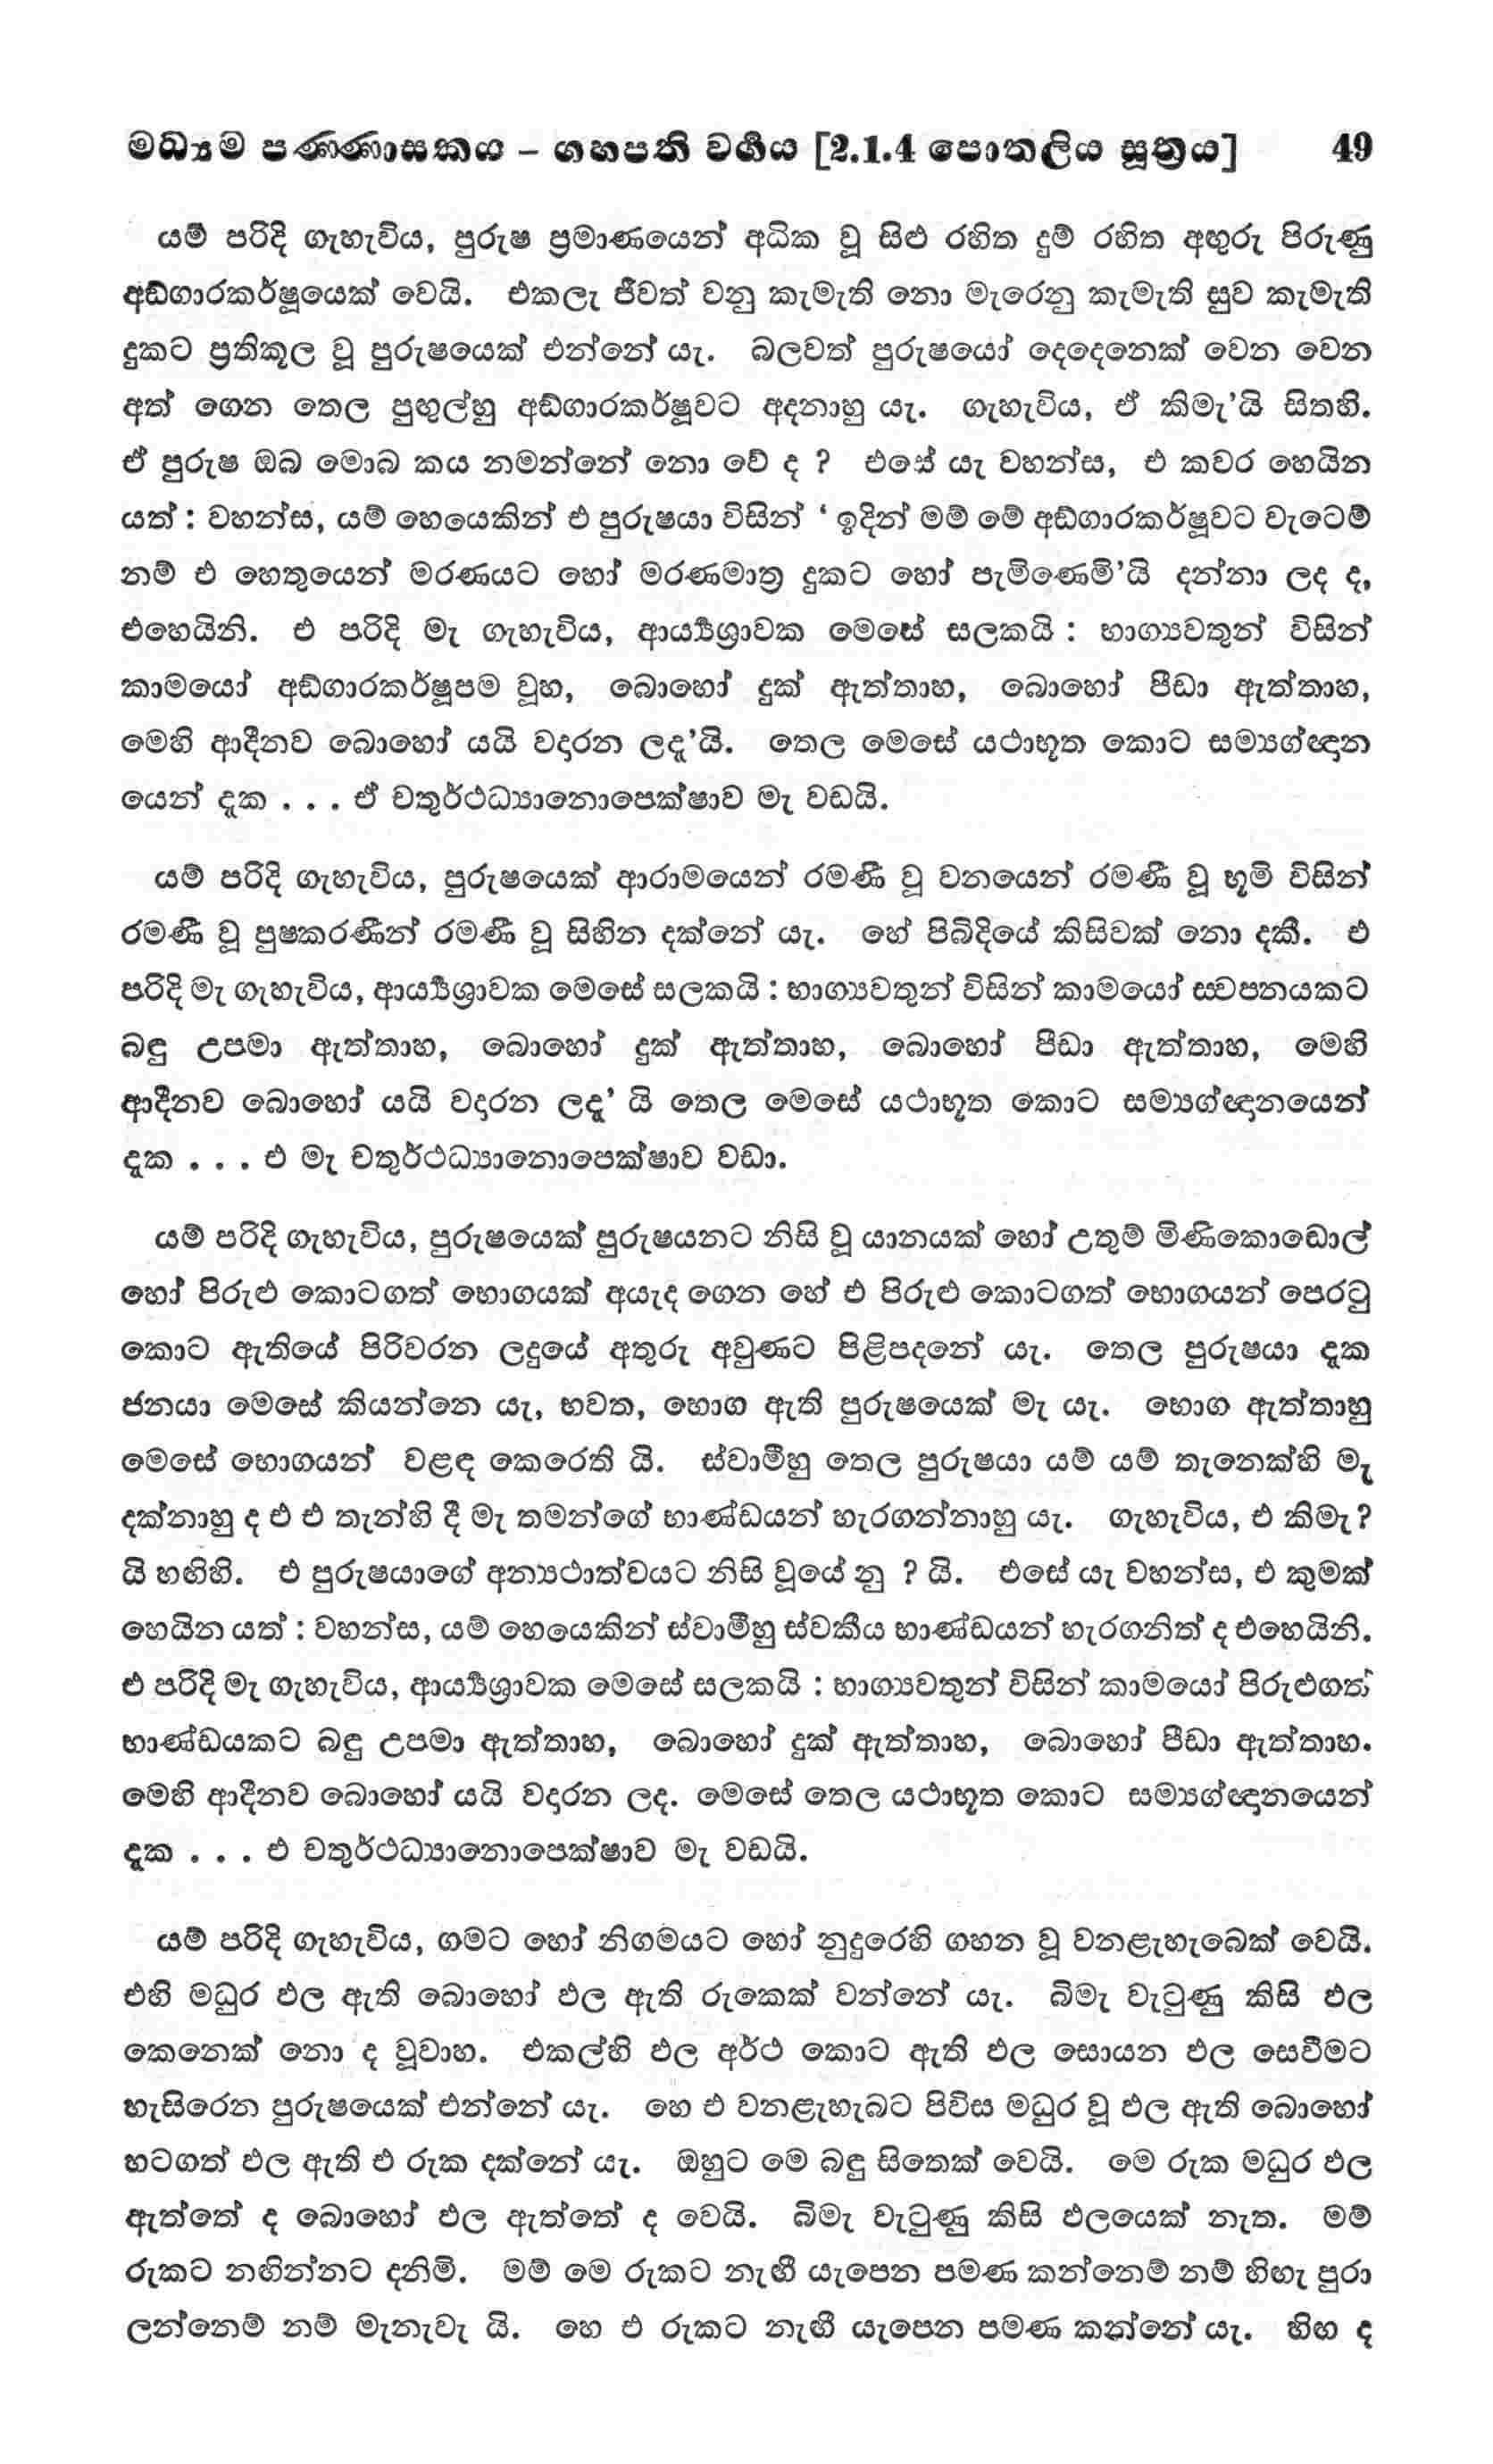 මධ්‍යම පණ්ණාසකය – ගහපති වර්‍ගය [2.1.4 පොතලිය සූත්‍රය] 49
යම් පරිදි ගැහැවිය, පුරුෂ ප්‍රමාණයෙන් අධික වූ සිළු රහිත දුම් රහිත අඟුරු පිරුණු
අඞ්ගාරකර්ෂූයෙක් වෙයි. එකලැ ජීවත් වනු කැමැති නො මැරෙනු කැමැති සුව කැමැති
දුකට ප්‍රතිකූල වූ පුරුෂයෙක් එන්නේ යැ. බලවත් පුරුෂයෝ දෙදෙනෙක් වෙන වෙන
අත් ගෙන තෙල පුඟුල්හු අඞ්ගාරකර්ෂූවට අදනාහු යැ. ගැහැවිය, ඒ කිමැ’යි සිතහි.
ඒ පුරුෂ ඔබ මොබ කය නමන්නේ නො වේ ද ? එසේ යැ වහන්ස, එ කවර හෙයින
යත් : වහන්ස, යම් හෙයෙකින් එ පුරුෂයා විසින් ‘ ඉදින් මම් මේ අඞ්ගාරකර්ෂූවට වැටෙම්
නම් එ හෙතුයෙන් මරණයට හෝ මරණමාත්‍ර දුකට හෝ පැමිණෙමි’යි දන්නා ලද ද,
එහෙයිනි. එ පරිදි මැ ගැහැවිය, ආර්‍ය්‍යශ්‍රාවක මෙසේ සලකයි : භාග්‍යවතුන් විසින්
කාමයෝ අඞ්ගාරකර්ෂූපම වූහ, බොහෝ දුක් ඇත්තාහ, බොහෝ පීඩා ඇත්තාහ,
මෙහි ආදීනව බොහෝ යයි වදාරන ලදැ’යි. තෙල මෙසේ යථාභූත කොට සම්‍යග්ඥාන
යෙන් දැක . . . ඒ චතුර්ථධ්‍යානොපෙක්ෂාව මැ වඩයි.
යම් පරිදි ගැහැවිය, පුරුෂයෙක් ආරාමයෙන් රමණී වූ වනයෙන් රමණී වූ භූමි විසින්
රමණී වූ පුෂකරණීන් රමණී වූ සිහින දක්නේ යැ. හේ පිබිදියේ කිසිවක් නො දකී. එ
පරිදි මැ ගැහැවිය, ආර්‍ය්‍යශ්‍රාවක මෙසේ සලකයි : භාග්‍යවතුන් විසින් කාමයෝ ස්‍වප්නයකට
බඳු උපමා ඇත්තාහ, බොහෝ දුක් ඇත්තාහ, බොහෝ පීඩා ඇත්තාහ, මෙහි
ආදීනව බොහෝ යයි වදාරන ලදැ’ යි තෙල මෙසේ යථාභූත කොට සම්‍යග්ඥානයෙන්
දැක . . . එ මැ චතුර්ථධ්‍යානොපෙක්ෂාව වඩා.
යම් පරිදි ගැහැවිය, පුරුෂයෙක් පුරුෂයනට නිසි වූ යානයක් හෝ උතුම් මිණිකොඩොල්
හෝ පිරුළු කොටගත් භොගයක් අයැද ගෙන හේ එ පිරුළු කොටගත් භොගයන් පෙරටු
කොට ඇතියේ පිරිවරන ලදුයේ අතුරු අවුණට පිළිපදනේ යැ. තෙල පුරුෂයා දැක
ජනයා මෙසේ කියන්නෙ යැ, භවත, හොග ඇති පුරුෂයෙක් මැ යැ. භොග ඇත්තාහු
මෙසේ භොගයන් වළඳ කෙරෙති යි. ස්වාමීහු තෙල පුරුෂයා යම් යම් තැනෙක්හි මැ
දක්නාහු ද එ එ තැන්හි දී මැ තමන්ගේ භාණ්ඩයන් හැරගන්නාහු යැ. ගැහැවිය, එ කිමැ?
යි හඟිහි. එ පුරුෂයාගේ අන්‍යථාත්වයට නිසි වූයේ නු ? යි. එසේ යැ වහන්ස, එ කුමක්
හෙයින යත් : වහන්ස, යම් හෙයෙකින් ස්වාමීහු ස්වකීය භාණ්ඩයන් හැරගනිත් ද එහෙයිනි.
එ පරිදි මැ ගැහැවිය, ආර්‍ය්‍යශ්‍රාවක මෙසේ සලකයි : භාග්‍යවතුන් විසින් කාමයෝ පිරුළුගත්
භාණ්ඩයකට බඳු උපමා ඇත්තාහ, බොහෝ දුක් ඇත්තාහ, බොහෝ පීඩා ඇත්තාහ.
මෙහි ආදීනව බොහෝ යයි වදාරන ලද. මෙසේ තෙල යථාභූත කොට සම්‍යග්ඥානයෙන්
දැක . . . එ චතුර්ථධ්‍යානොපෙක්ෂාව මැ වඩයි.
යම් පරිදි ගැහැවිය, ගමට හෝ නිගමයට හෝ නුදුරෙහි ගහන වූ වනළැහැබෙක් වෙයි.
එහි මධුර ඵල ඇති බොහෝ ඵල ඇති රුකෙක් වන්නේ යැ. බිමැ වැටුණු කිසි ඵල
කෙනෙක් නො ද වූවාහ. එකල්හි ඵල අර්ථ කොට ඇති ඵල සොයන ඵල සෙවීමට
හැසිරෙන පුරුෂයෙක් එන්නේ යැ. හෙ එ වනළැහැබට පිවිස මධුර වූ ඵල ඇති බොහෝ
හටගත් ඵල ඇති එ රුක දක්නේ යැ. ඔහුට මෙ බඳු සිතෙක් වෙයි. මෙ රුක මධුර ඵල
ඇත්තේ ද බොහෝ ඵල ඇත්තේ ද වෙයි. බිමැ වැටුණු කිසි ඵලයෙක් නැත. මම්
රුකට නඟින්නට දනිමි. මම් මෙ රුකට නැඟී යැපෙන පමණ කන්නෙම් නම් හිඟැ පුරා
ලන්නෙම් නම් මැනැවැ යි. හෙ එ රුකට නැඟී යැපෙන පමණ කන්නේ යැ. හිඟ ද